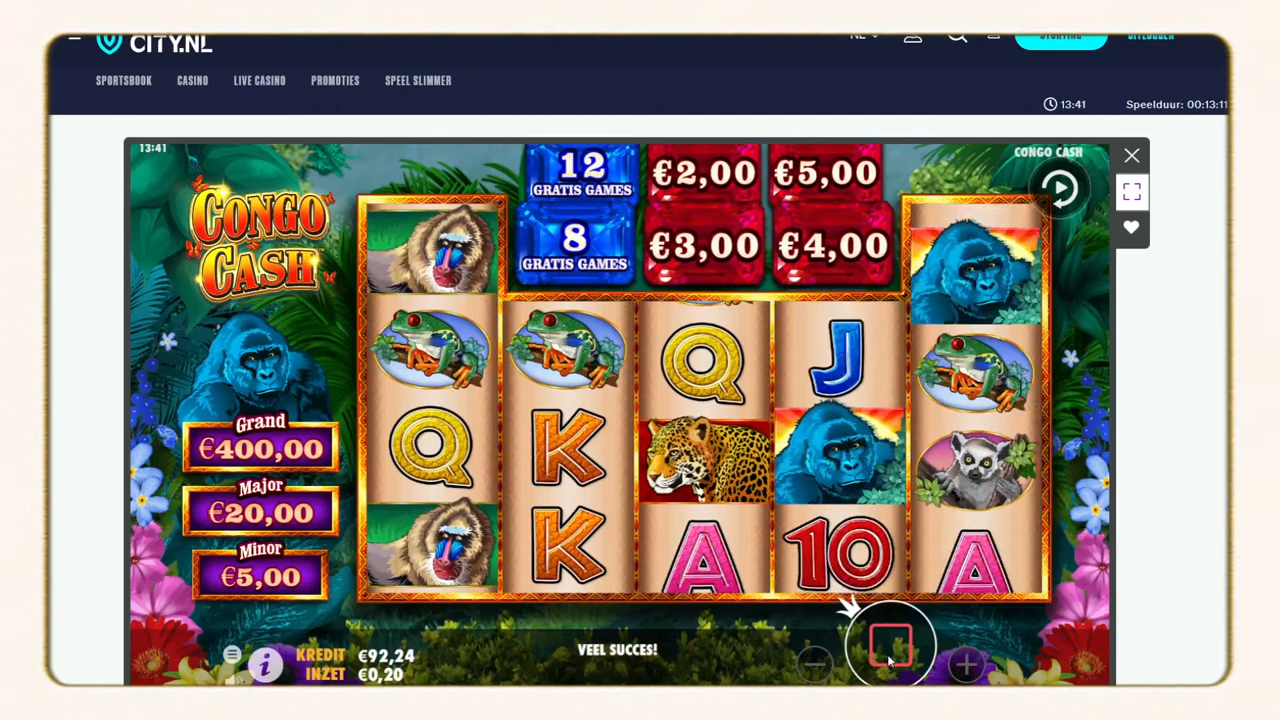 CITY.NL
NL
STORTING
UITLOGGEN
SPORTSBOOK
CASINO
LIVE CASINO
PROMOTIES
SPEEL SLIMMER
13:41
Speelduur: 00:13:11
13:41
CONGO CASH
CONGO
CASH
12
GRATIS GAMES
€2,00
€5,00
8
GRATIS GAMES
€3,00
€4,00
Q
J
Q
K
K
A
10
A
Grand
€400,00
Major
€20,00
Minor
€5,00
VEEL SUCCES!
KREDIT €92,24
INZET €0,20